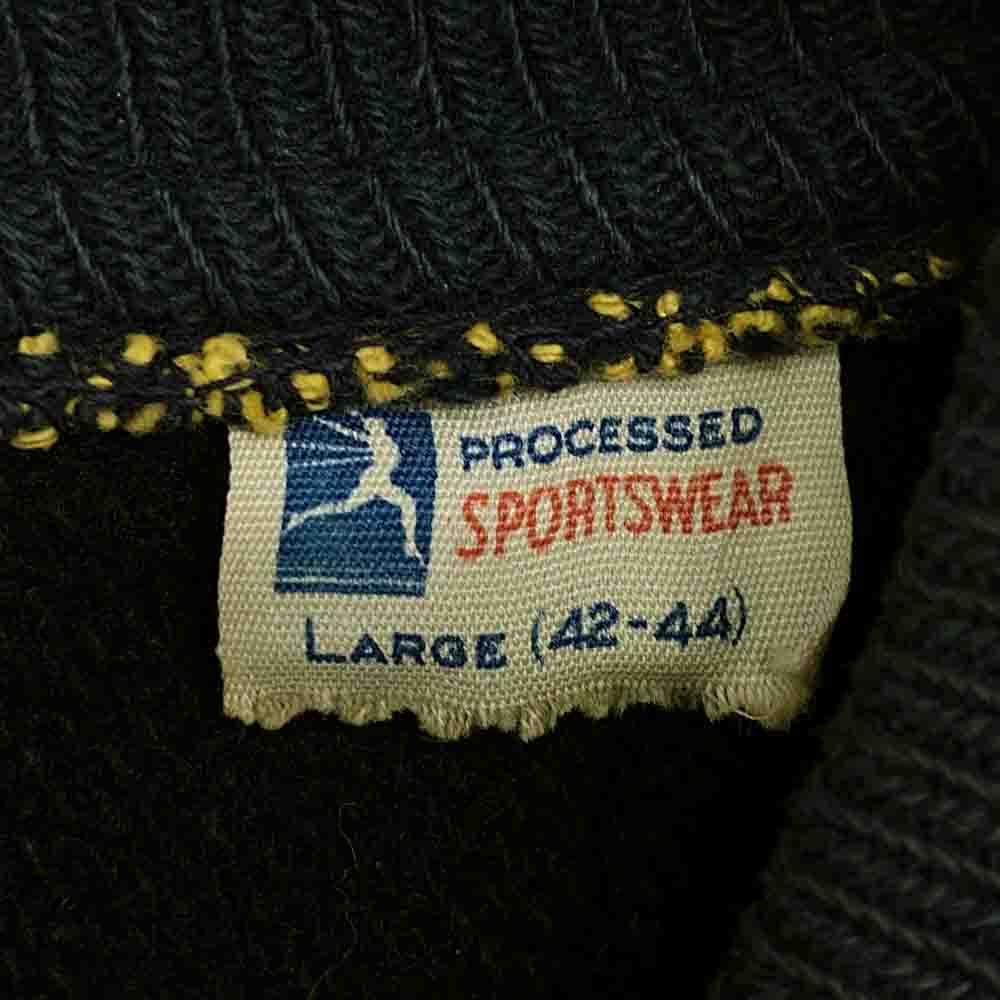 PROCESSED
SPORTSWEAR
LARGE (42-44)